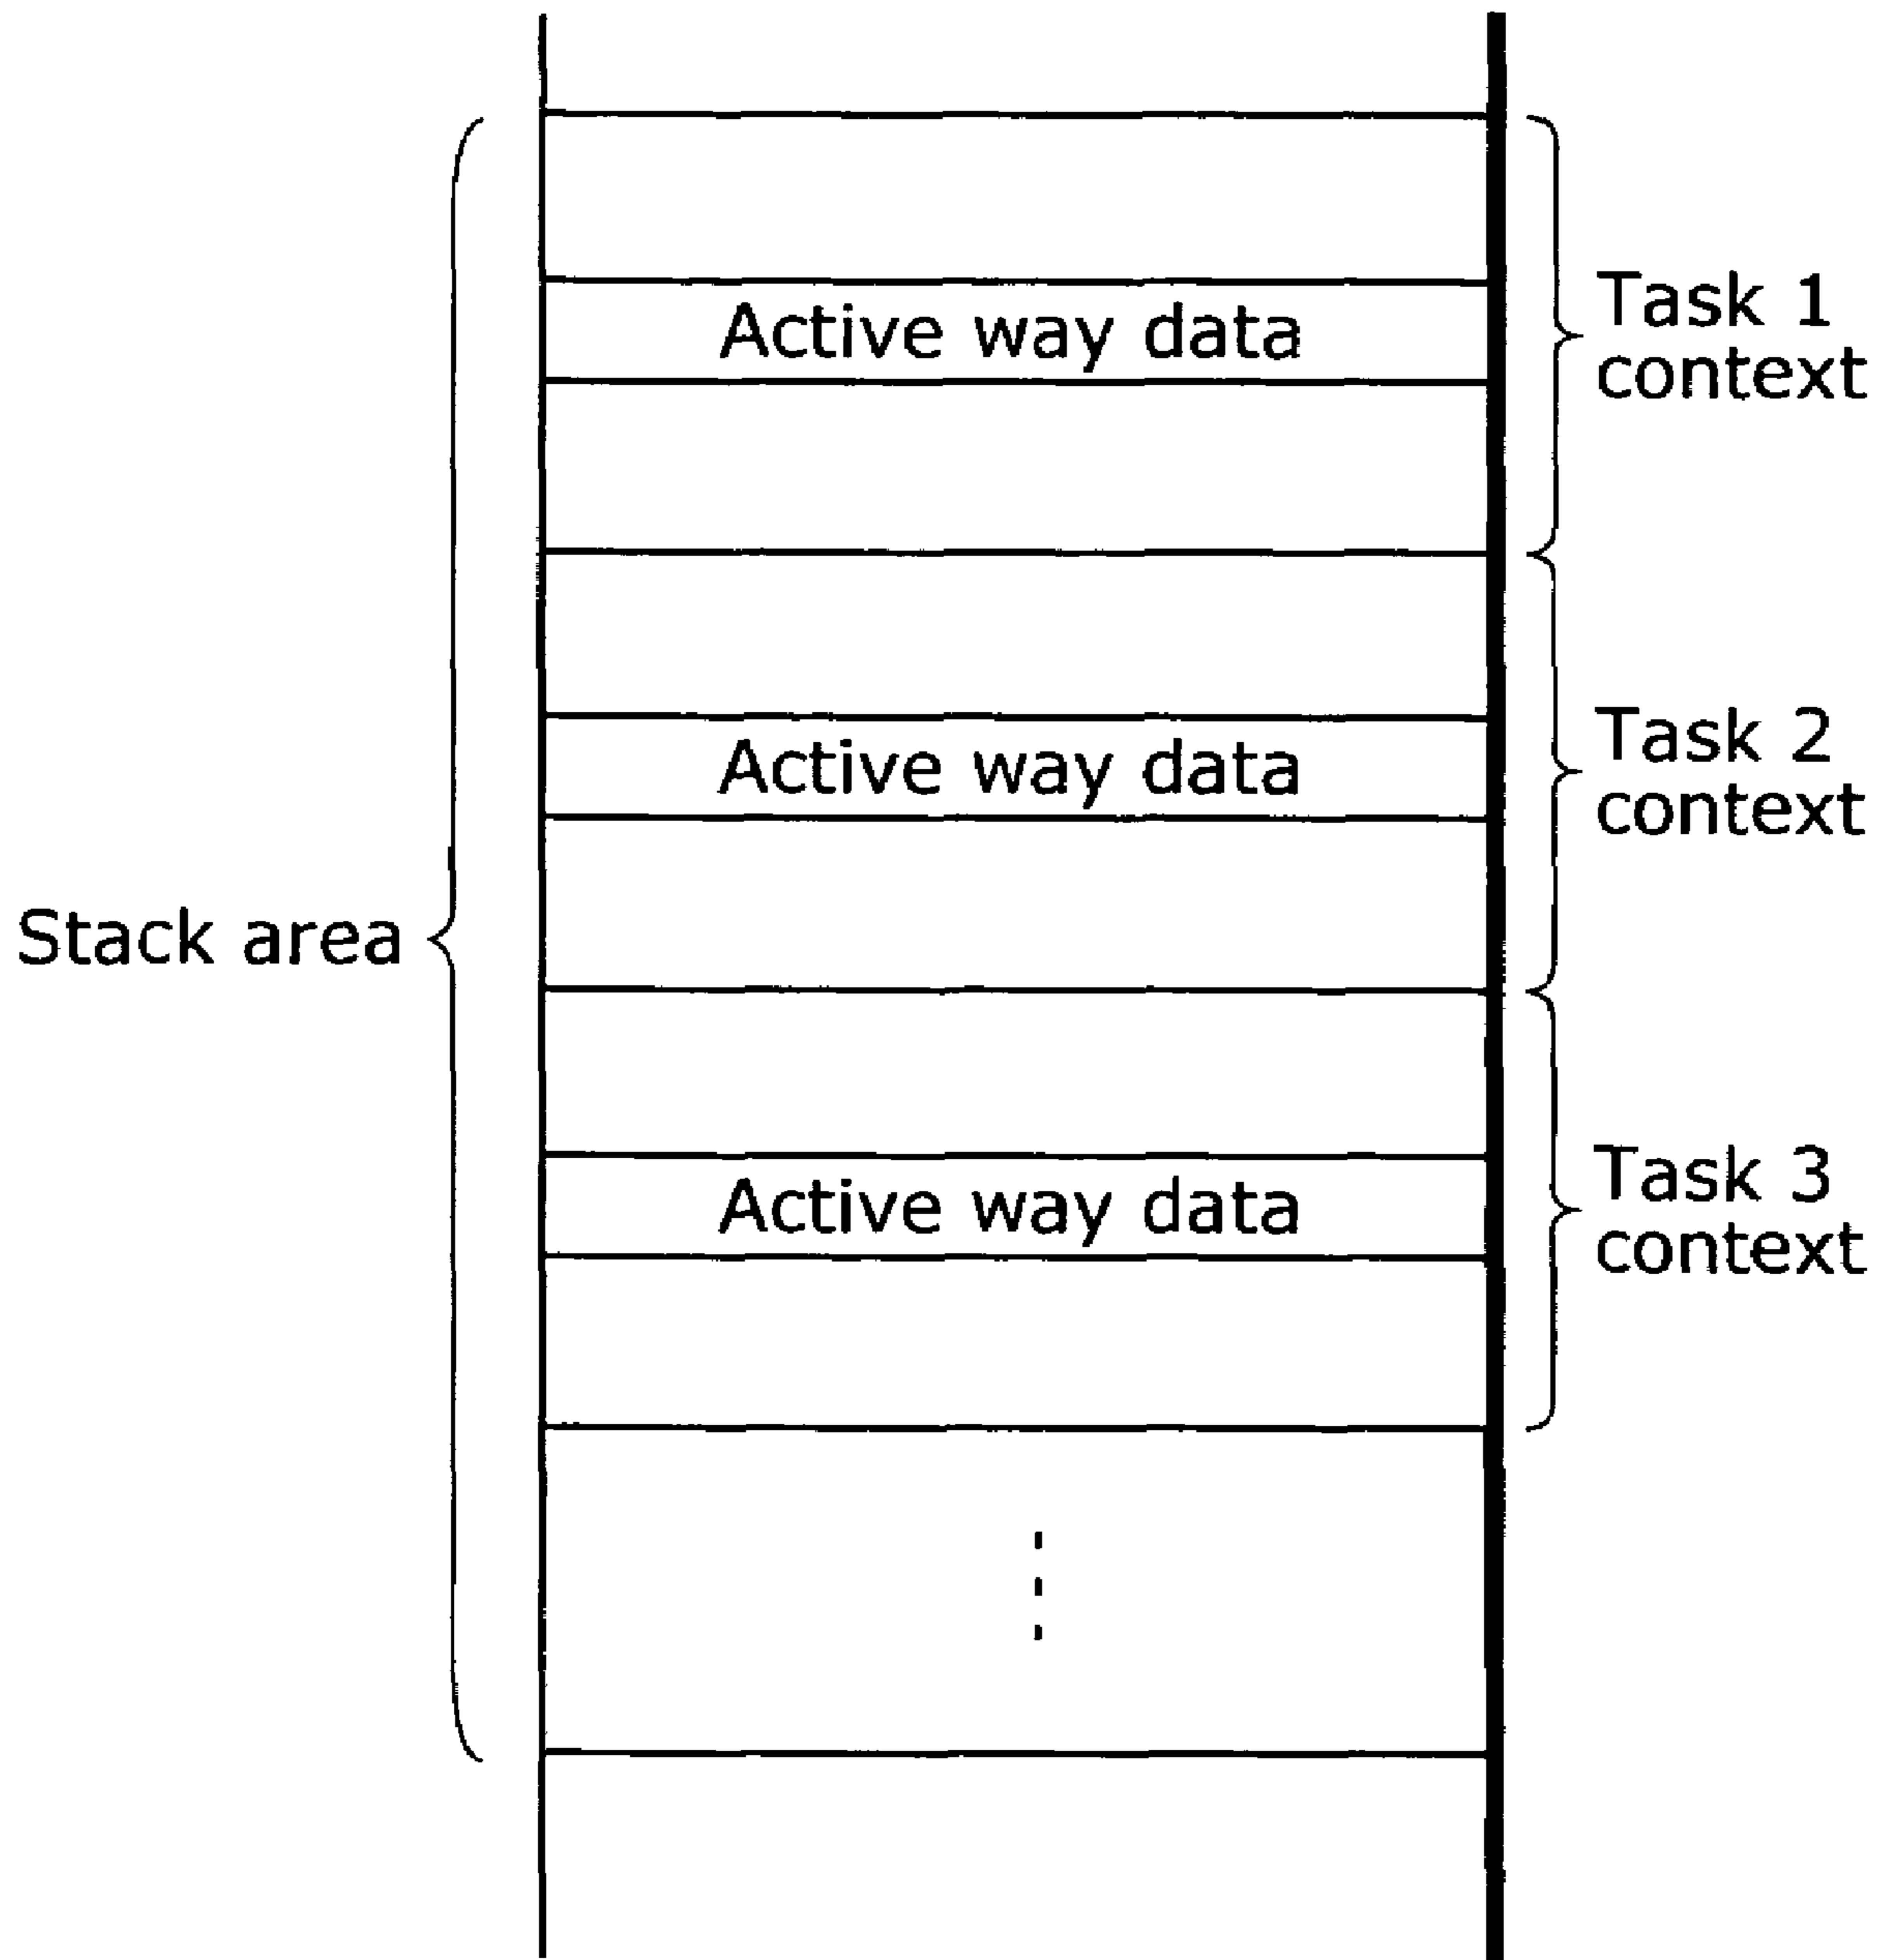 Active way data
Task 1
context
Active way data
Task 2
context
Stack area
Active way data
Task 3
context